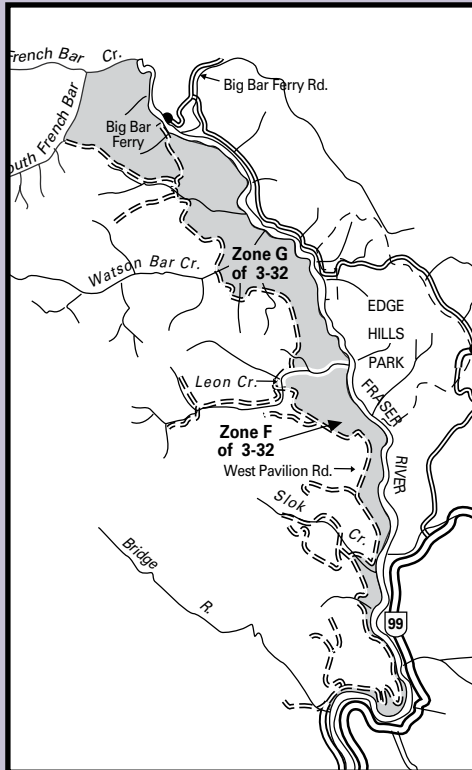 French Bar Cr.
Big Bar Ferry Rd.
South French Bar
Big Bar
Ferry
Zone G
of 3-32
Watson Bar Cr.
EDGE
HILLS
PARK
Leon Cr.
FRASER
RIVER
Zone F
of 3-32
West Pavilion Rd.
Slok Cr.
Bridge R.
99